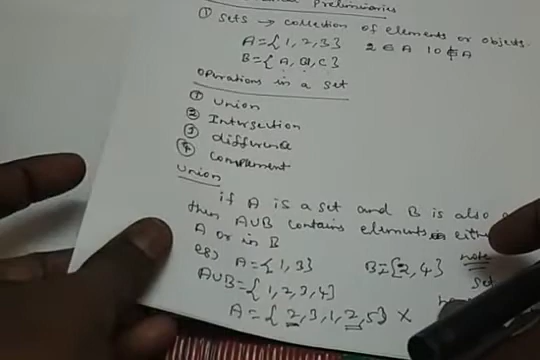 Preliminaries
① Sets → collection of elements or objects.
A = {1, 2, 3} 2 ∈ A 10 ∉ A
B = {A, B, C}
Operations in a set
① Union
② Intersection
③ difference
④ complement
Union
if A is a set and B is also
then A∪B contains elements either
A or in B
eg) A = {1, 3} B = {2, 4} note
A∪B = {1, 2, 3, 4} set
A = {2, 3, 1, 2, 5} ×